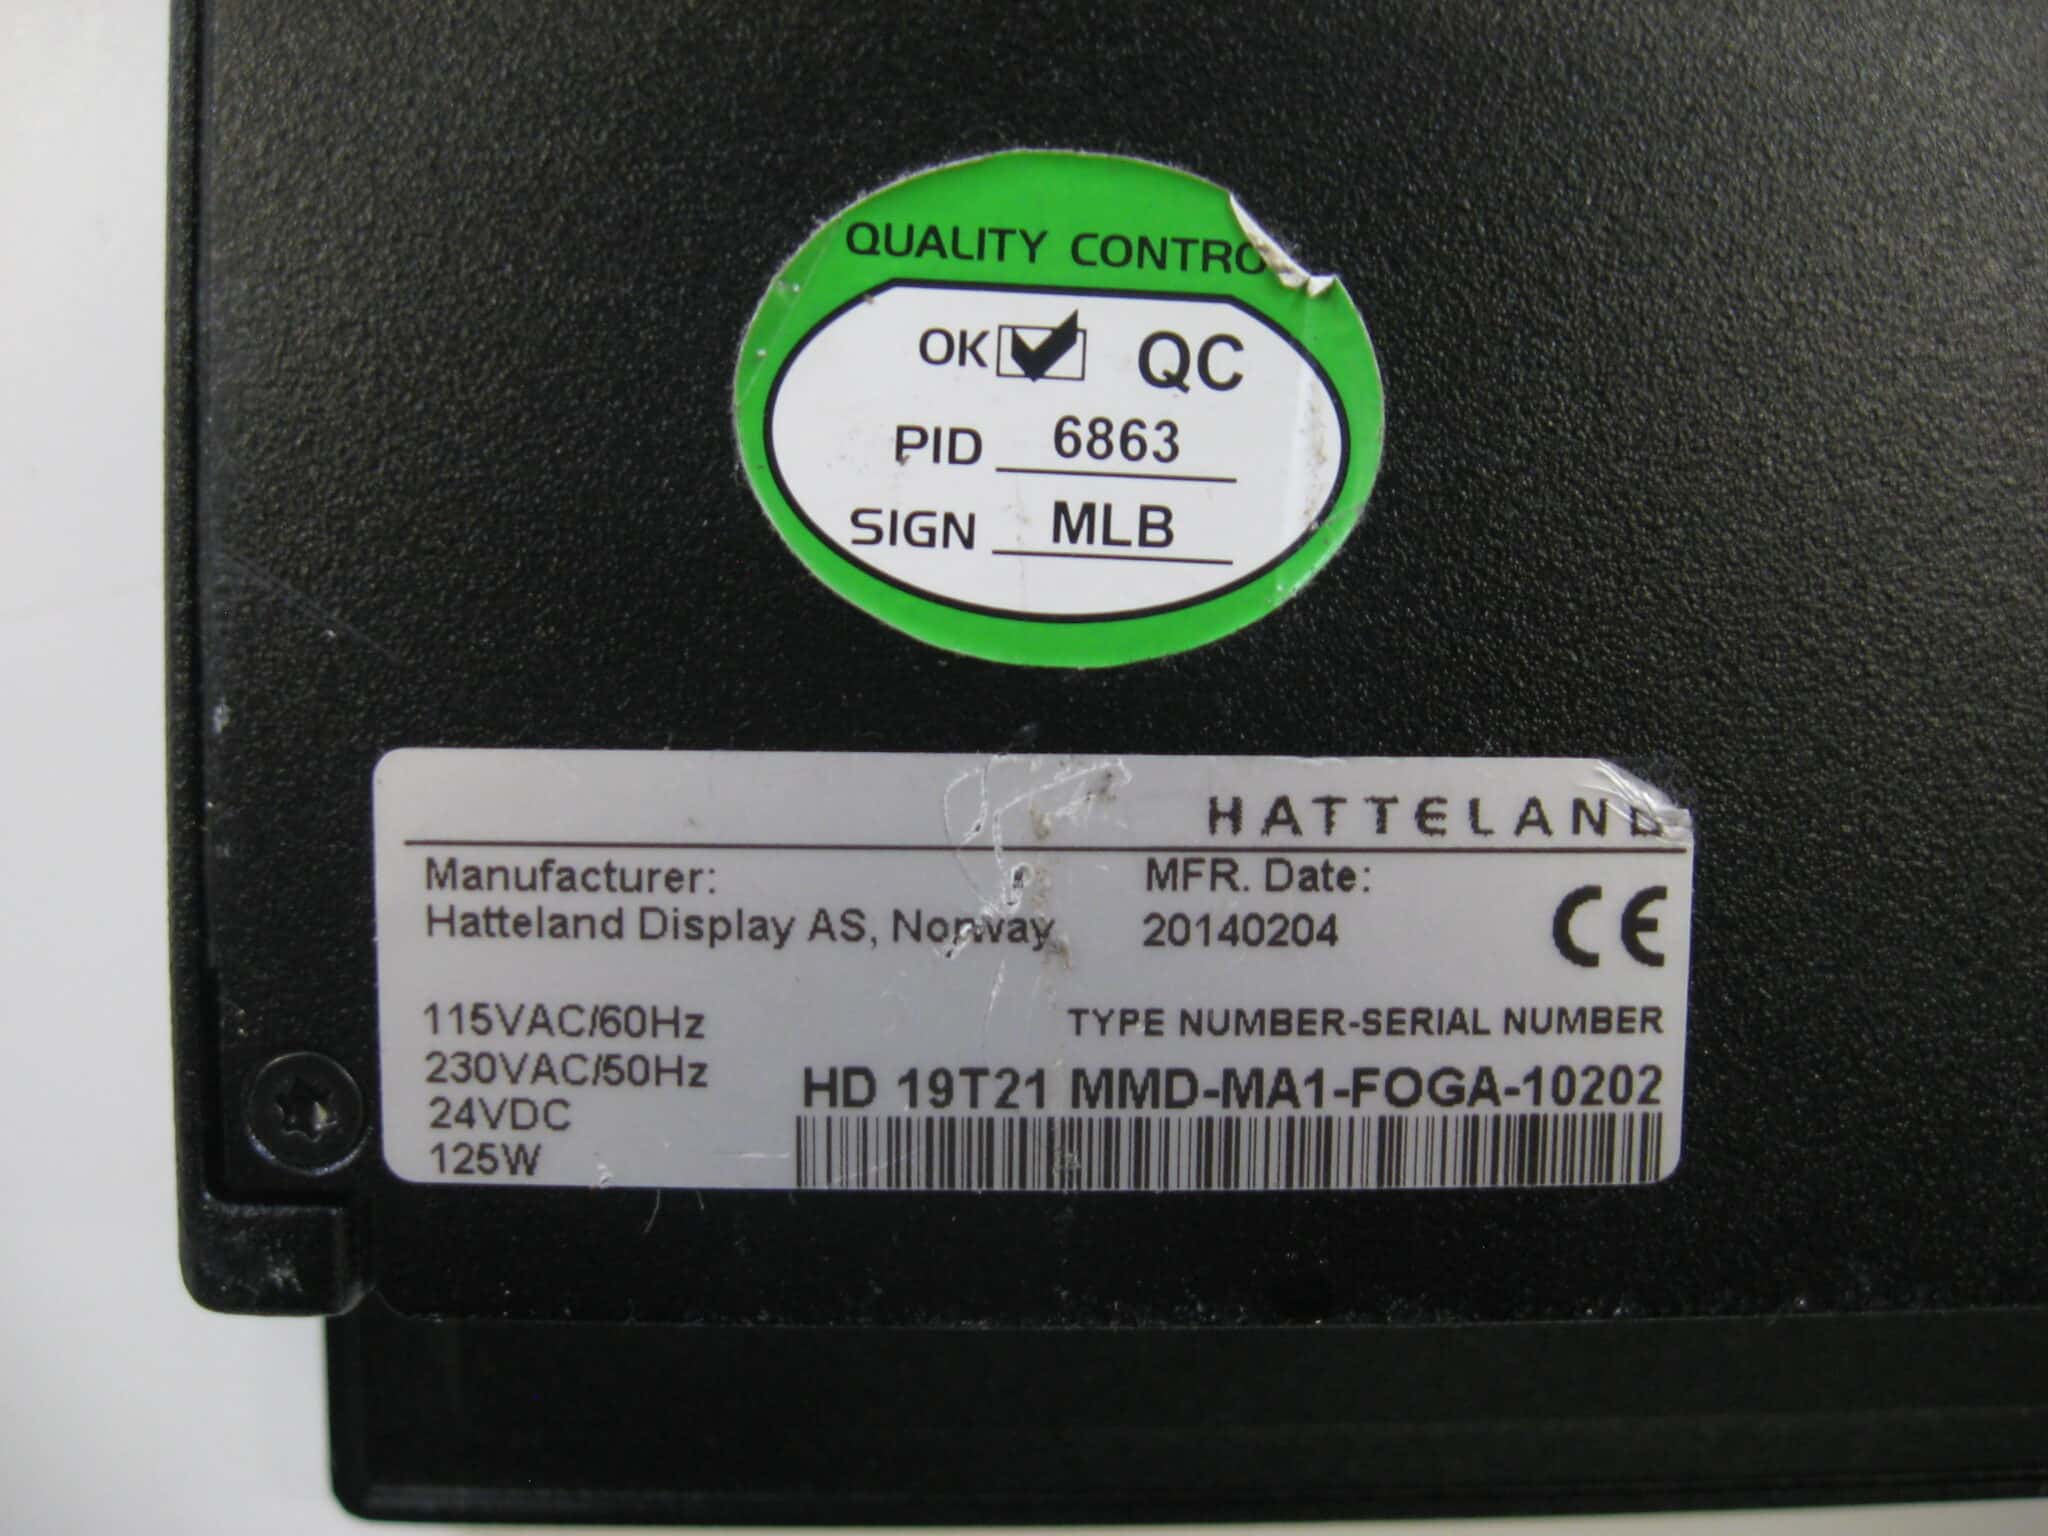 QUALITY CONTRO
OK QC
PID 6863
SIGN MLB
HATTELAND
Manufacturer:
Hatteland Display AS, Norway
MFR. Date:
20140204
CE
115VAC/60Hz
230VAC/50Hz
24VDC
125W
TYPE NUMBER-SERIAL NUMBER
HD 19T21 MMD-MA1-FOGA-10202